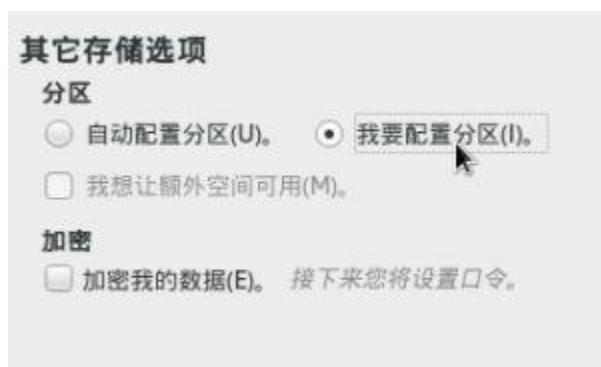 其它存储选项
分区
自动配置分区(U)。 我要配置分区(I)。
我想让额外空间可用(M)。
加密
加密我的数据(E)。 接下来您将设置口令。